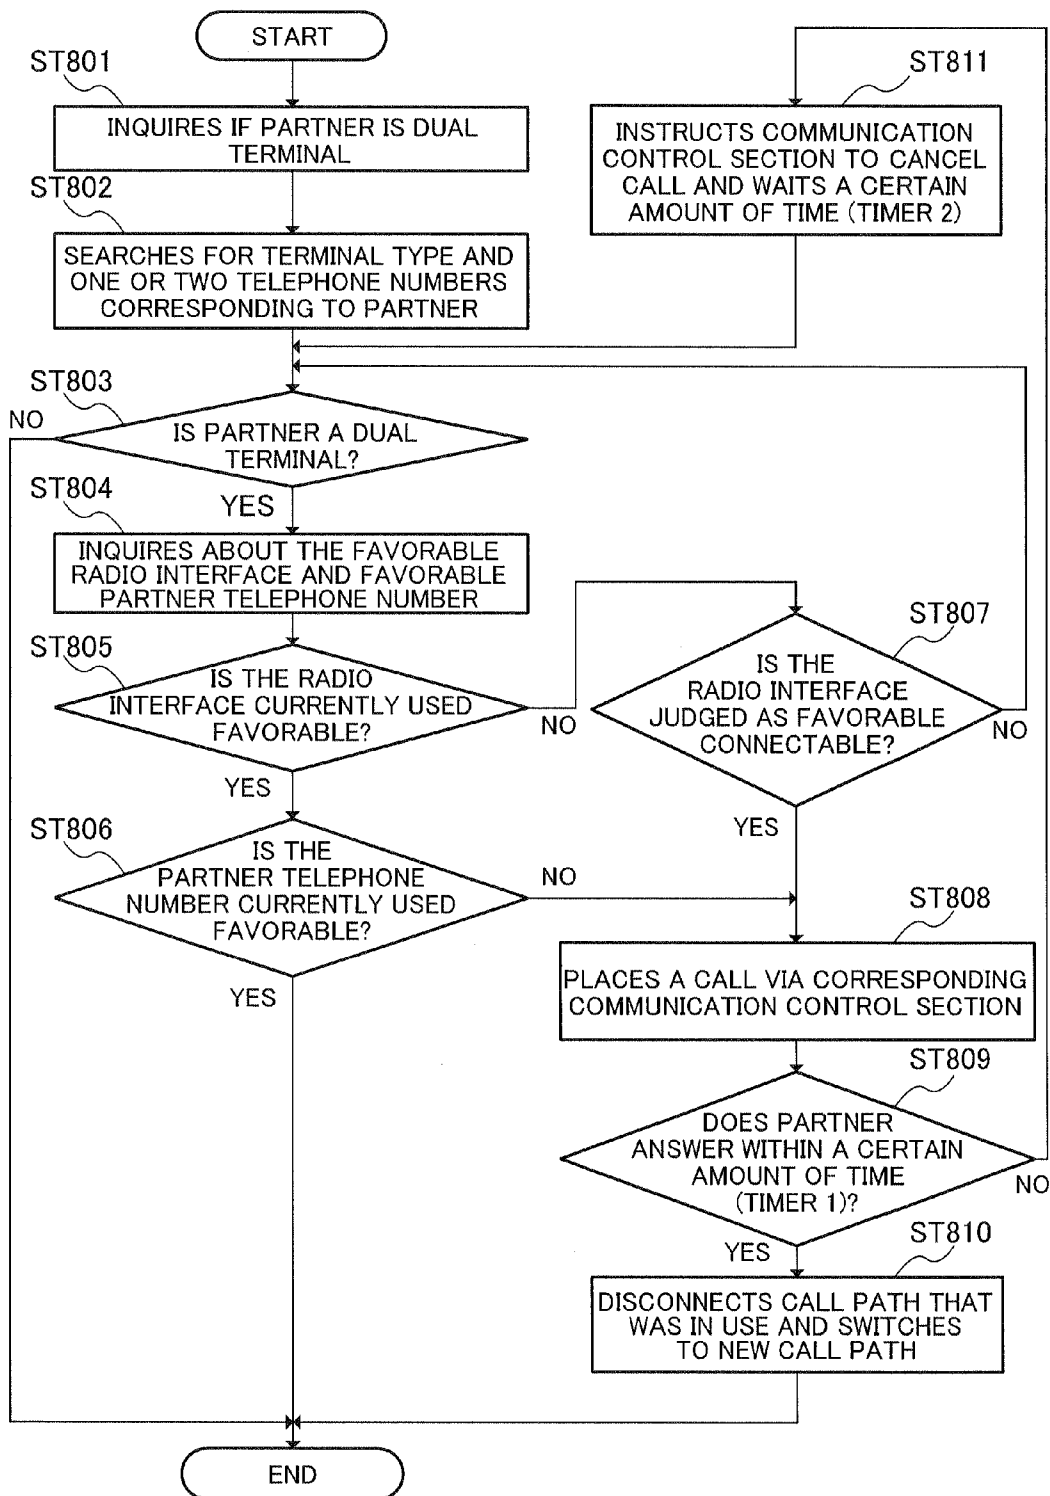 START
ST801
INQUIRES IF PARTNER IS DUAL
TERMINAL
ST802
SEARCHES FOR TERMINAL TYPE AND
ONE OR TWO TELEPHONE NUMBERS
CORRESPONDING TO PARTNER
ST811
INSTRUCTS COMMUNICATION
CONTROL SECTION TO CANCEL
CALL AND WAITS A CERTAIN
AMOUNT OF TIME (TIMER 2)
ST803
NO
IS PARTNER A DUAL
TERMINAL?
YES
ST804
INQUIRES ABOUT THE FAVORABLE
RADIO INTERFACE AND FAVORABLE
PARTNER TELEPHONE NUMBER
ST805
IS THE RADIO
INTERFACE CURRENTLY USED
FAVORABLE?
NO
YES
ST807
IS THE
RADIO INTERFACE
JUDGED AS FAVORABLE
CONNECTABLE?
NO
YES
ST806
IS THE
PARTNER TELEPHONE
NUMBER CURRENTLY USED
FAVORABLE?
NO
YES
ST808
PLACES A CALL VIA CORRESPONDING
COMMUNICATION CONTROL SECTION
ST809
DOES PARTNER
ANSWER WITHIN A CERTAIN
AMOUNT OF TIME
(TIMER 1)?
NO
YES
ST810
DISCONNECTS CALL PATH THAT
WAS IN USE AND SWITCHES
TO NEW CALL PATH
END